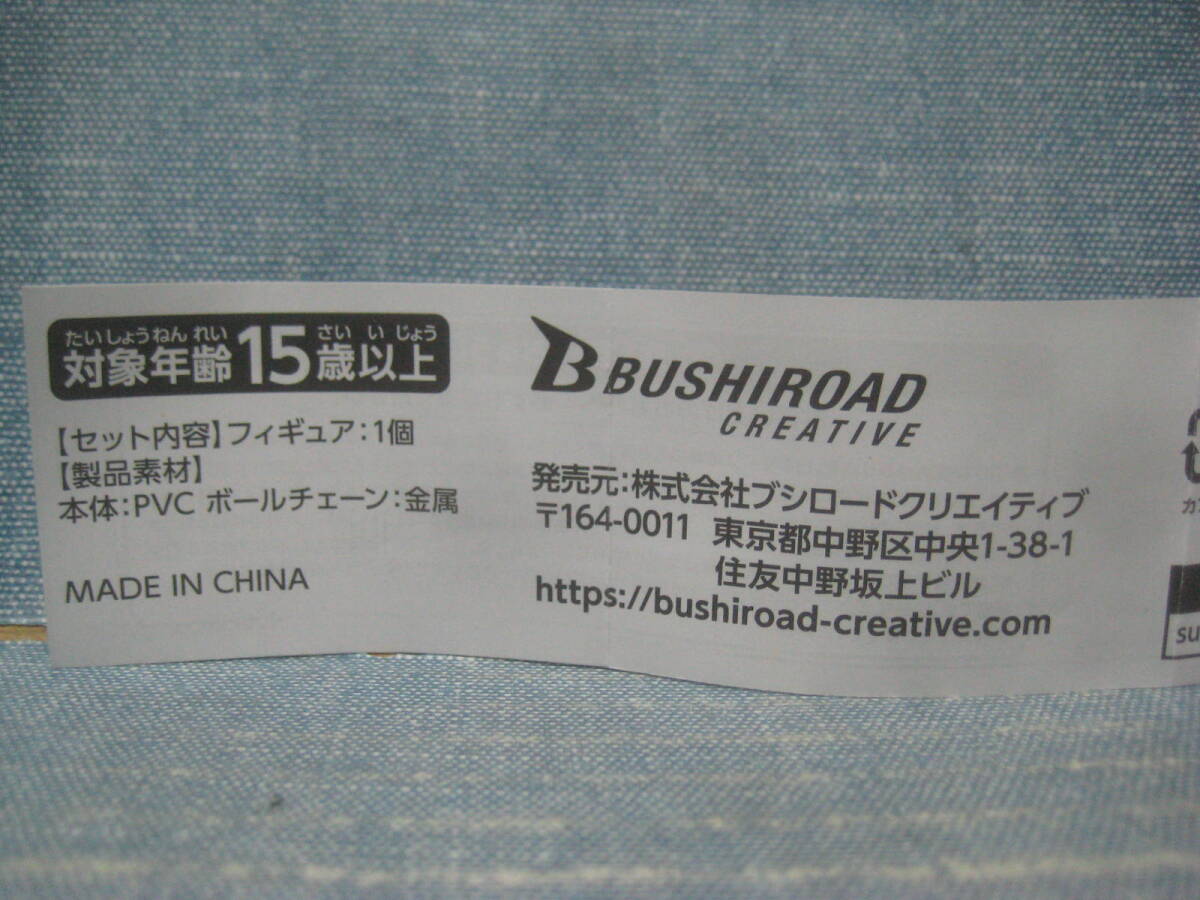 たいしょうねんれい さいいじょう
対象年齢15歳以上
【セット内容】フィギュア:1個
【製品素材】
本体:PVC ボールチェーン:金属
MADE IN CHINA
BUSHIROAD
CREATIVE
発売元:株式会社ブシロードクリエイティブ
〒164-0011 東京都中野区中央1-38-1
住友中野坂上ビル
https://bushiroad-creative.com
カ
su